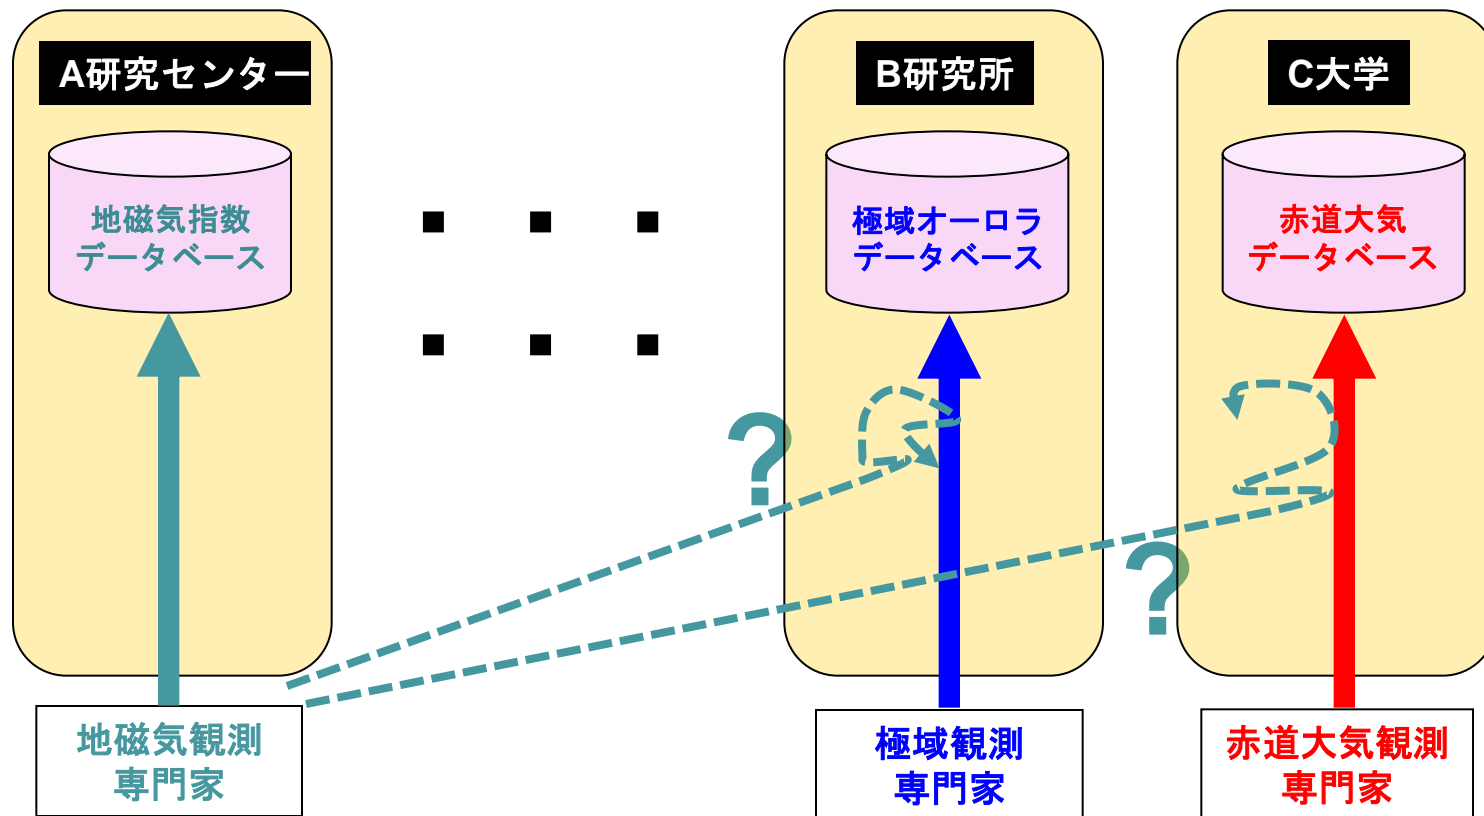 A研究センター
地磁気指数
データベース
B研究所
極域オーロラ
データベース
C大学
赤道大気
データベース
■ ■ ■
■ ■ ■
?
?
地磁気観測
専門家
極域観測
専門家
赤道大気観測
専門家